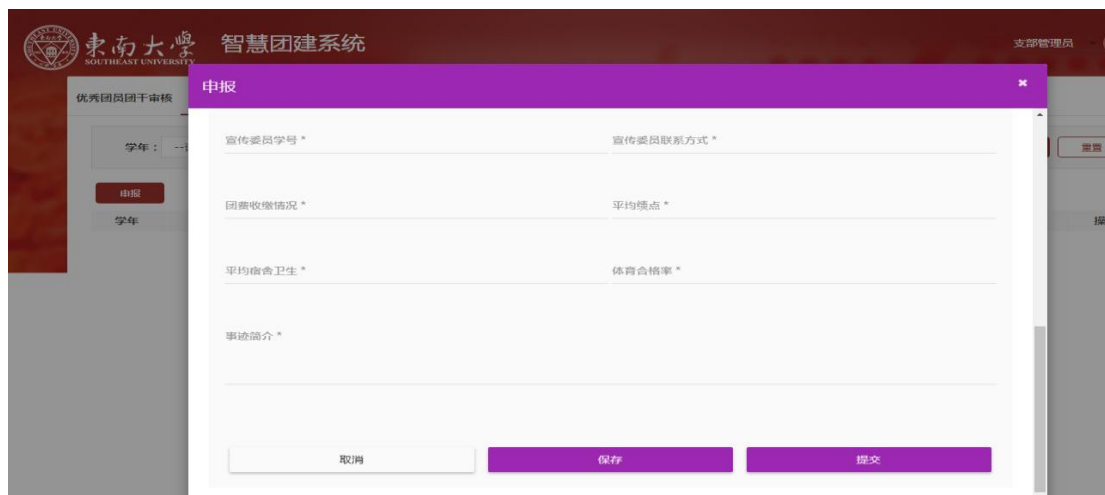 東南大學 智慧团建系统 支部管理员
SOUTHEAST UNIVERSITY
申报
优秀团员团干审核
宣传委员学号 * 宣传委员联系方式 *
学年： 重置
申报
团费收缴情况 * 平均绩点 *
学年
平均宿舍卫生 * 体育合格率 *
事迹简介 *
取消 保存 提交